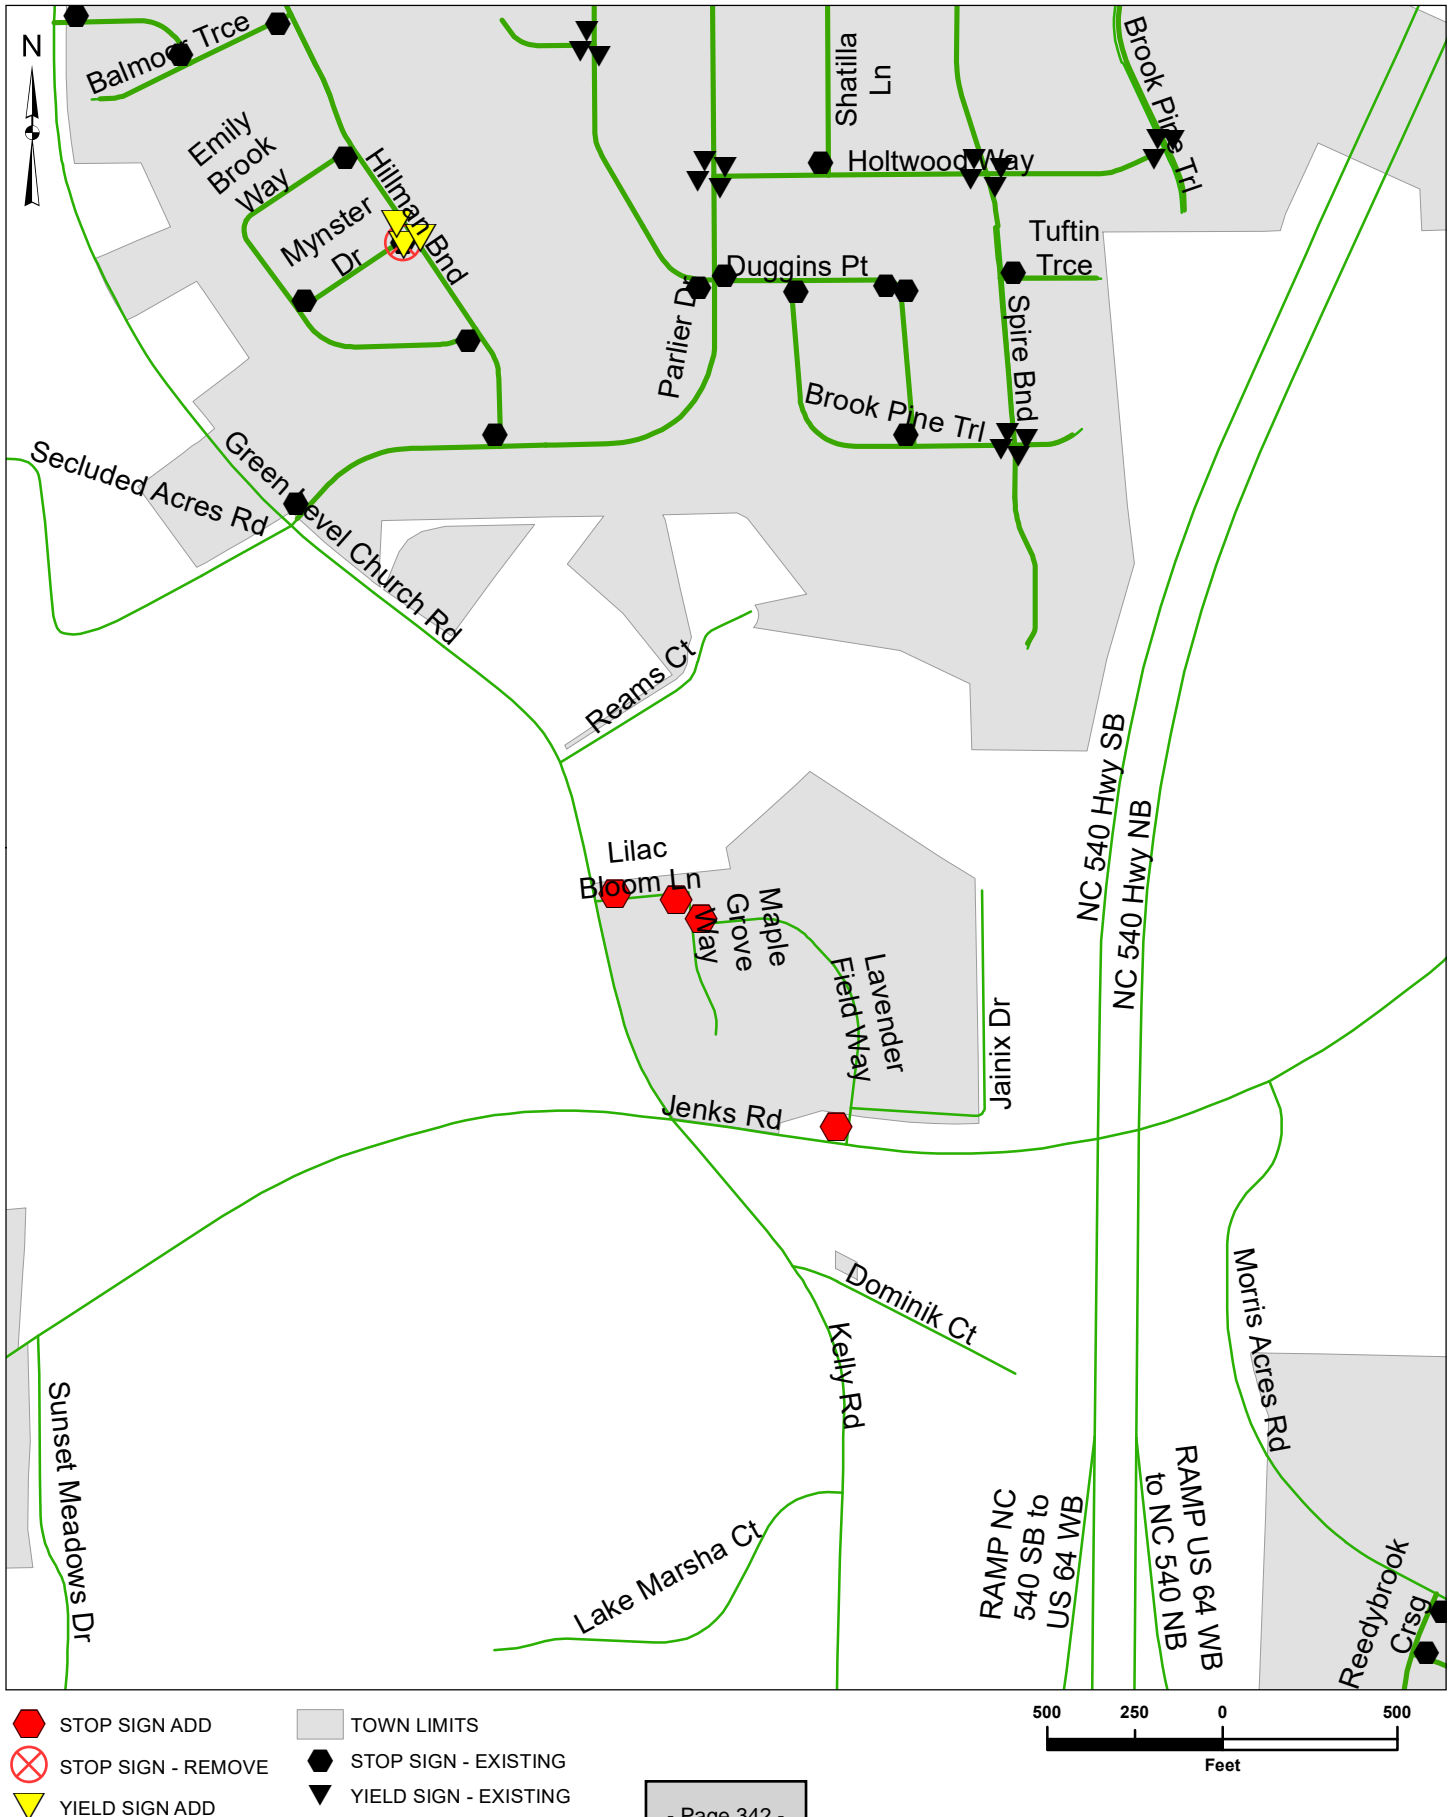 N
Balmoor Trce
Emily
Brook
Way
Mynster
Dr
Hillman Bnd
Shatilla
Ln
Brook Pine Trl
Holtwood Way
Tuftin
Trce
Duggins Pt
Parlier Dr
Spire Bnd
Brook Pine Trl
Secluded Acres Rd
Green Level Church Rd
Reams Ct
NC 540 Hwy SB
NC 540 Hwy NB
Lilac
Bloom Ln
Maple
Grove
Way
Lavender
Field Way
Jainix Dr
Jenks Rd
Dominik Ct
Kelly Rd
Morris Acres Rd
Sunset Meadows Dr
Lake Marsha Ct
RAMP NC
540 SB to
US 64 WB
RAMP US 64 WB
to NC 540 NB
Reedybrook
Crsg
STOP SIGN ADD
STOP SIGN - REMOVE
YIELD SIGN ADD
TOWN LIMITS
STOP SIGN - EXISTING
YIELD SIGN - EXISTING
500 250 0 500
Feet
- Page 342 -